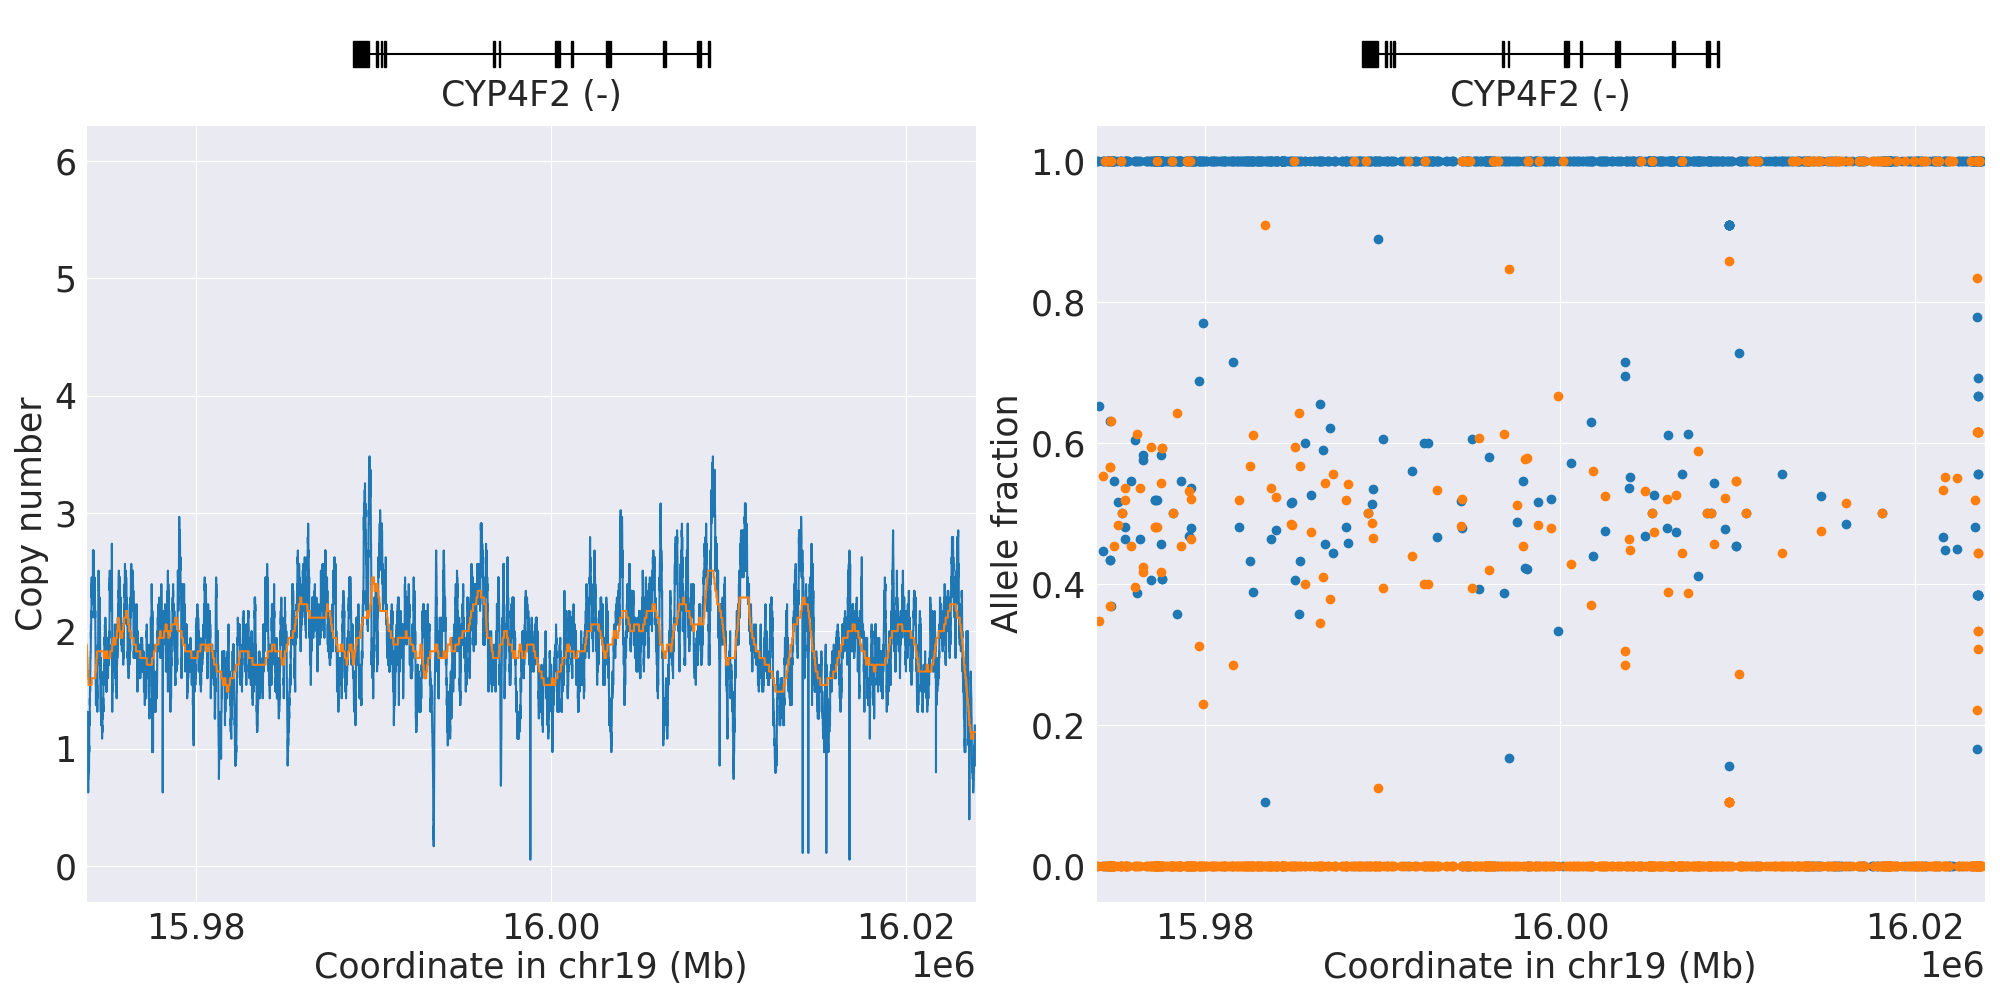 CYP4F2 (-)
6
5
4
3
2
1
0
Copy number
15.98
16.00
16.02
Coordinate in chr19 (Mb)
1e6
CYP4F2 (-)
1.0
0.8
0.6
0.4
0.2
0.0
Allele fraction
15.98
16.00
16.02
Coordinate in chr19 (Mb)
1e6